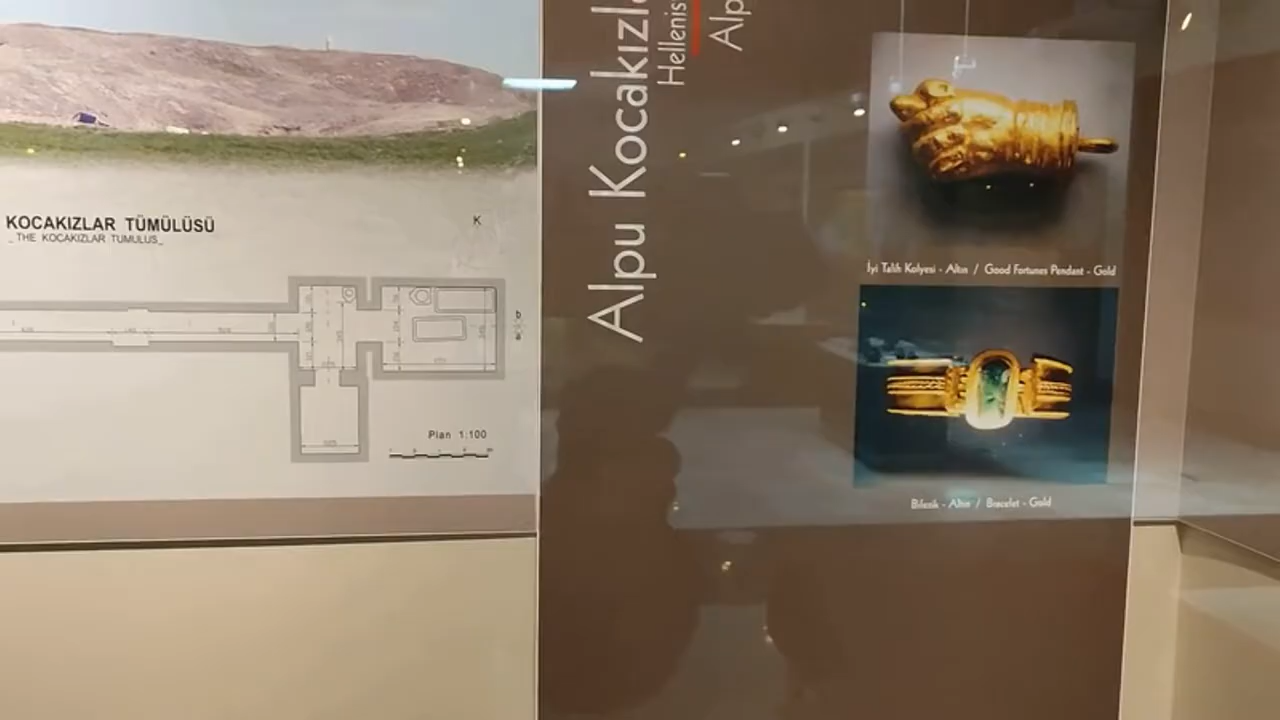 KOCAKIZLAR TÜMÜLÜSÜ
_THE KOCAKIZLAR TUMULUS_
K
b
a
Plan 1:100
Alpu Kocakızla
Hellenis
Alp
İyi Talih Kolyesi - Altın / Good Fortunes Pendant - Gold
Bilezik - Altın / Bracelet - Gold